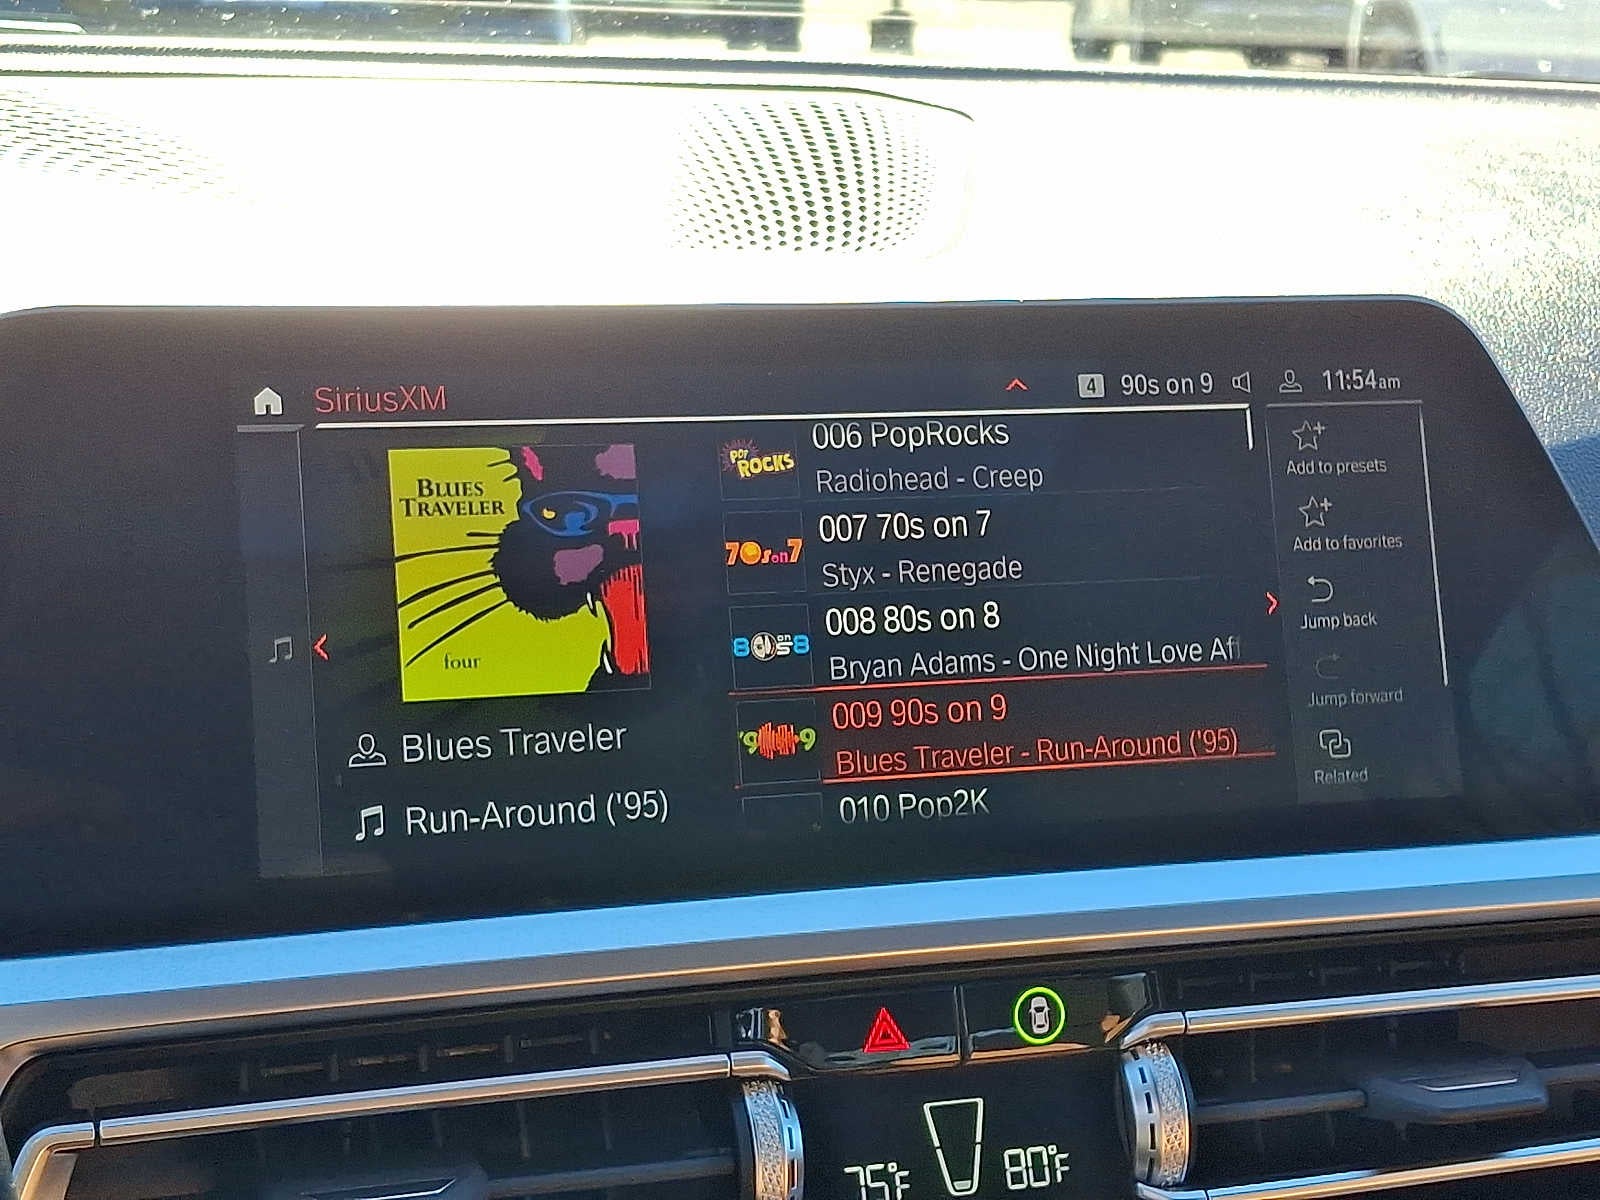 SiriusXM
4 90s on 9
11:54am
BLUES
TRAVELER
four
Blues Traveler
Run-Around ('95)
POP
ROCKS
006 PopRocks
Radiohead - Creep
70s on 7
007 70s on 7
Styx - Renegade
80s on 8
008 80s on 8
Bryan Adams - One Night Love Af
'9 9
009 90s on 9
Blues Traveler - Run-Around ('95)
010 Pop2K
Add to presets
Add to favorites
Jump back
Jump forward
Related
75°F
80°F